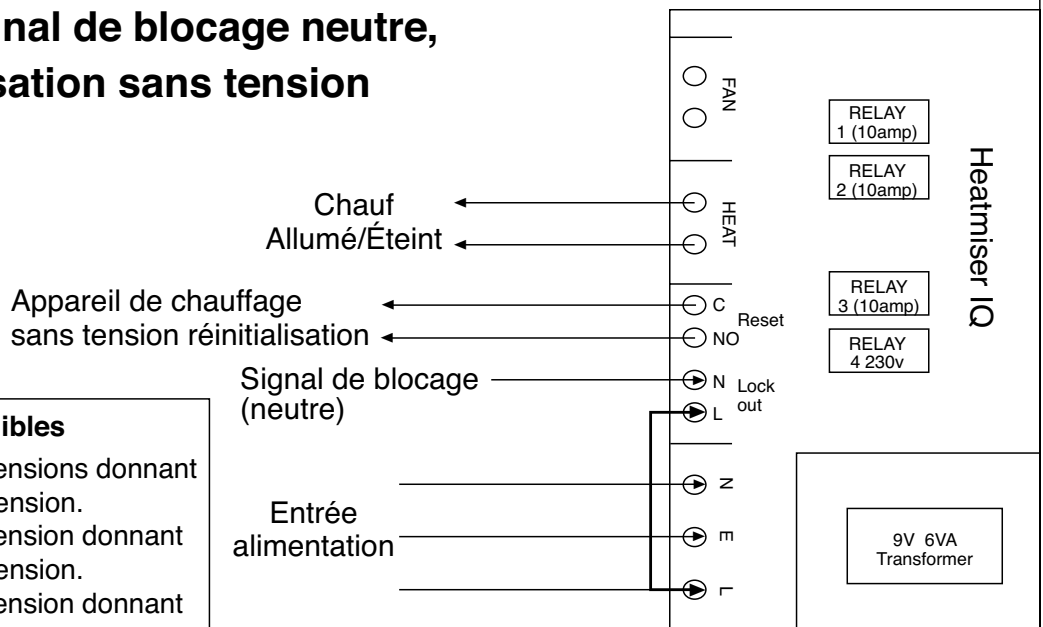 nal de blocage neutre,
sation sans tension
FAN
RELAY
1 (10amp)
RELAY
2 (10amp)
Heatmiser IQ
Chauf
Allumé/Éteint
HEAT
Appareil de chauffage
sans tension réinitialisation
C
Reset
NO
RELAY
3 (10amp)
RELAY
4 230v
Signal de blocage
(neutre)
N
Lock
out
L
ibles
ensions donnant
ension.
ension donnant
ension.
ension donnant
Entrée
alimentation
N
E
L
9V 6VA
Transformer